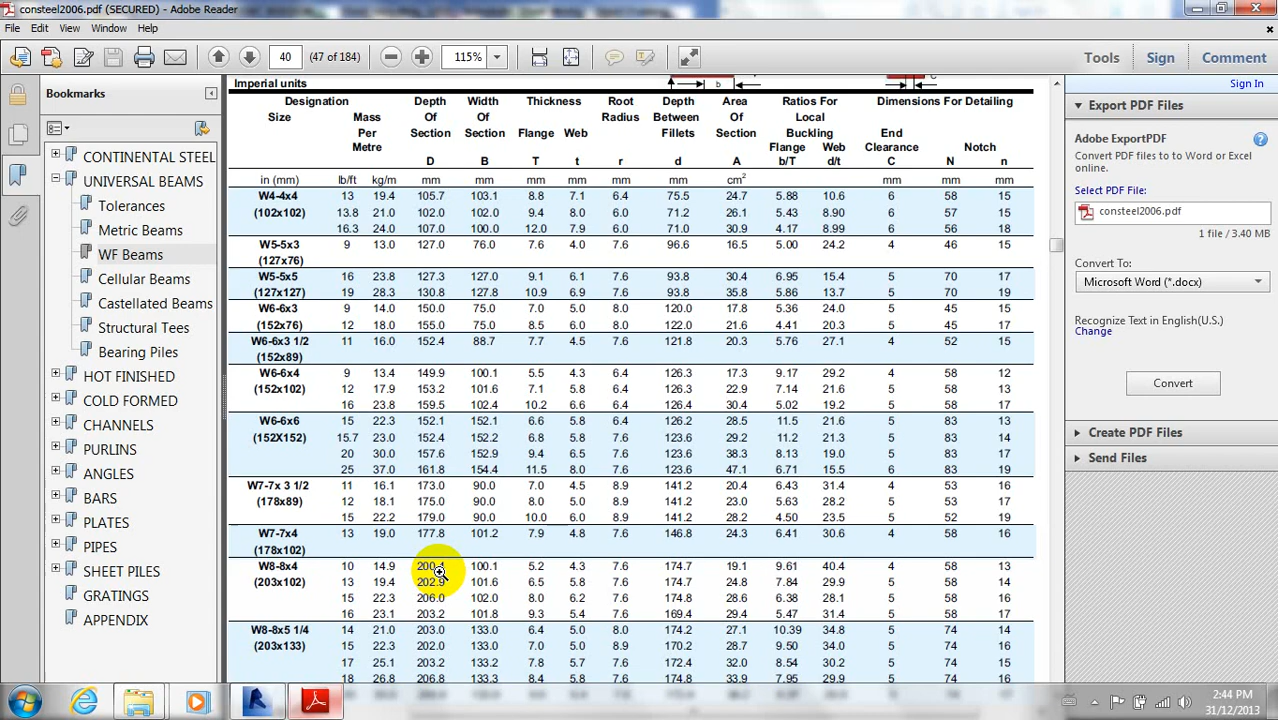 consteel2006.pdf (SECURED) - Adobe Reader
File Edit View Window Help
40 (47 of 184) 115% Tools Sign Comment
Sign In
Bookmarks
CONTINENTAL STEEL
UNIVERSAL BEAMS
Tolerances
Metric Beams
WF Beams
Cellular Beams
Castellated Beams
Structural Tees
Bearing Piles
HOT FINISHED
COLD FORMED
CHANNELS
PURLINS
ANGLES
BARS
PLATES
PIPES
SHEET PILES
GRATINGS
APPENDIX
Imperial units
b C
Designation Depth Width Thickness Root Depth Area Ratios For Dimensions For Detailing
Size Mass Of Of Radius Between Of Local
Per Section Section Flange Web Fillets Section Buckling End
Metre Flange Web Clearance Notch
D B T t r d A b/T d/t C N n
in (mm) lb/ft kg/m mm mm mm mm mm mm cm² mm mm mm
W4-4x4 13 19.4 105.7 103.1 8.8 7.1 6.4 75.5 24.7 5.88 10.6 6 58 15
(102x102) 13.8 21.0 102.0 102.0 9.4 8.0 6.0 71.2 26.1 5.43 8.90 6 57 15
16.3 24.0 107.0 100.0 12.0 7.9 6.0 71.0 30.9 4.17 8.99 6 56 18
W5-5x3 9 13.0 127.0 76.0 7.6 4.0 7.6 96.6 16.5 5.00 24.2 4 46 15
(127x76)
W5-5x5 16 23.8 127.3 127.0 9.1 6.1 7.6 93.8 30.4 6.95 15.4 5 70 17
(127x127) 19 28.3 130.8 127.8 10.9 6.9 7.6 93.8 35.8 5.86 13.7 5 70 19
W6-6x3 9 14.0 150.0 75.0 7.0 5.0 8.0 120.0 17.8 5.36 24.0 5 45 15
(152x76) 12 18.0 155.0 75.0 8.5 6.0 8.0 122.0 21.6 4.41 20.3 5 45 17
W6-6x3 1/2 11 16.0 152.4 88.7 7.7 4.5 7.6 121.8 20.3 5.76 27.1 4 52 15
(152x89)
W6-6x4 9 13.4 149.9 100.1 5.5 4.3 6.4 126.3 17.3 9.17 29.2 4 58 12
(152x102) 12 17.9 153.2 101.6 7.1 5.8 6.4 126.3 22.9 7.14 21.6 5 58 13
16 23.8 159.5 102.4 10.2 6.6 6.4 126.4 30.4 5.02 19.2 5 58 17
W6-6x6 15 22.3 152.1 152.1 6.6 5.8 6.4 126.2 28.5 11.5 21.6 5 83 13
(152X152) 15.7 23.0 152.4 152.2 6.8 5.8 7.6 123.6 29.2 11.2 21.3 5 83 14
20 30.0 157.6 152.9 9.4 6.5 7.6 123.6 38.3 8.13 19.0 5 83 17
25 37.0 161.8 154.4 11.5 8.0 7.6 123.6 47.1 6.71 15.5 6 83 19
W7-7x 3 1/2 11 16.1 173.0 90.0 7.0 4.5 8.9 141.2 20.4 6.43 31.4 4 53 16
(178x89) 12 18.1 175.0 90.0 8.0 5.0 8.9 141.2 23.0 5.63 28.2 5 53 17
15 22.2 179.0 90.0 10.0 6.0 8.9 141.2 28.2 4.50 23.5 5 52 19
W7-7x4 13 19.0 177.8 101.2 7.9 4.8 7.6 146.8 24.3 6.41 30.6 4 58 16
(178x102)
W8-8x4 10 14.9 200.4 100.1 5.2 4.3 7.6 174.7 19.1 9.61 40.4 4 58 13
(203x102) 13 19.4 202.9 101.6 6.5 5.8 7.6 174.7 24.8 7.84 29.9 5 58 14
15 22.3 206.0 102.0 8.0 6.2 7.6 174.8 28.6 6.38 28.1 5 58 16
16 23.1 203.2 101.8 9.3 5.4 7.6 169.4 29.4 5.47 31.4 5 58 17
W8-8x5 1/4 14 21.0 203.0 133.0 6.4 5.0 8.0 174.2 27.1 10.39 34.8 5 74 14
(203x133) 15 22.3 202.0 133.0 7.0 5.0 7.6 170.2 28.7 9.50 34.0 5 74 16
17 25.1 203.2 133.2 7.8 5.7 7.6 172.4 32.0 8.54 30.2 5 74 15
18 26.8 206.8 133.3 8.4 5.8 7.6 174.8 33.9 7.95 29.9 5 74 16
Export PDF Files
Adobe ExportPDF
Convert PDF files to to Word or Excel
online.
Select PDF File:
consteel2006.pdf
1 file / 3.40 MB
Convert To:
Microsoft Word (*.docx)
Recognize Text in English(U.S.)
Change
Convert
Create PDF Files
Send Files
2:44 PM
31/12/2013